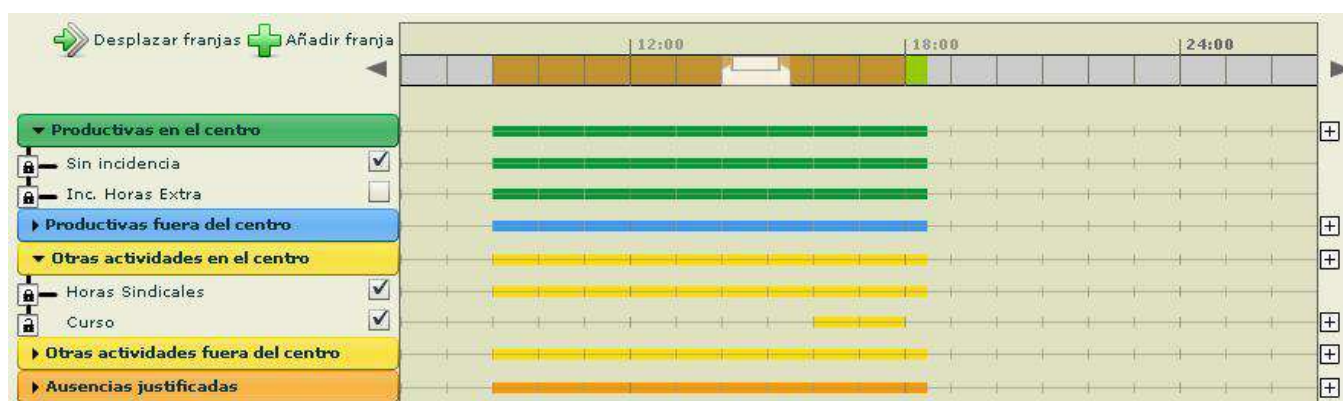 Desplazar franjas Añadir franja
12:00 18:00 24:00
Productivas en el centro
Sin incidencia
Inc. Horas Extra
Productivas fuera del centro
Otras actividades en el centro
Horas Sindicales
Curso
Otras actividades fuera del centro
Ausencias justificadas